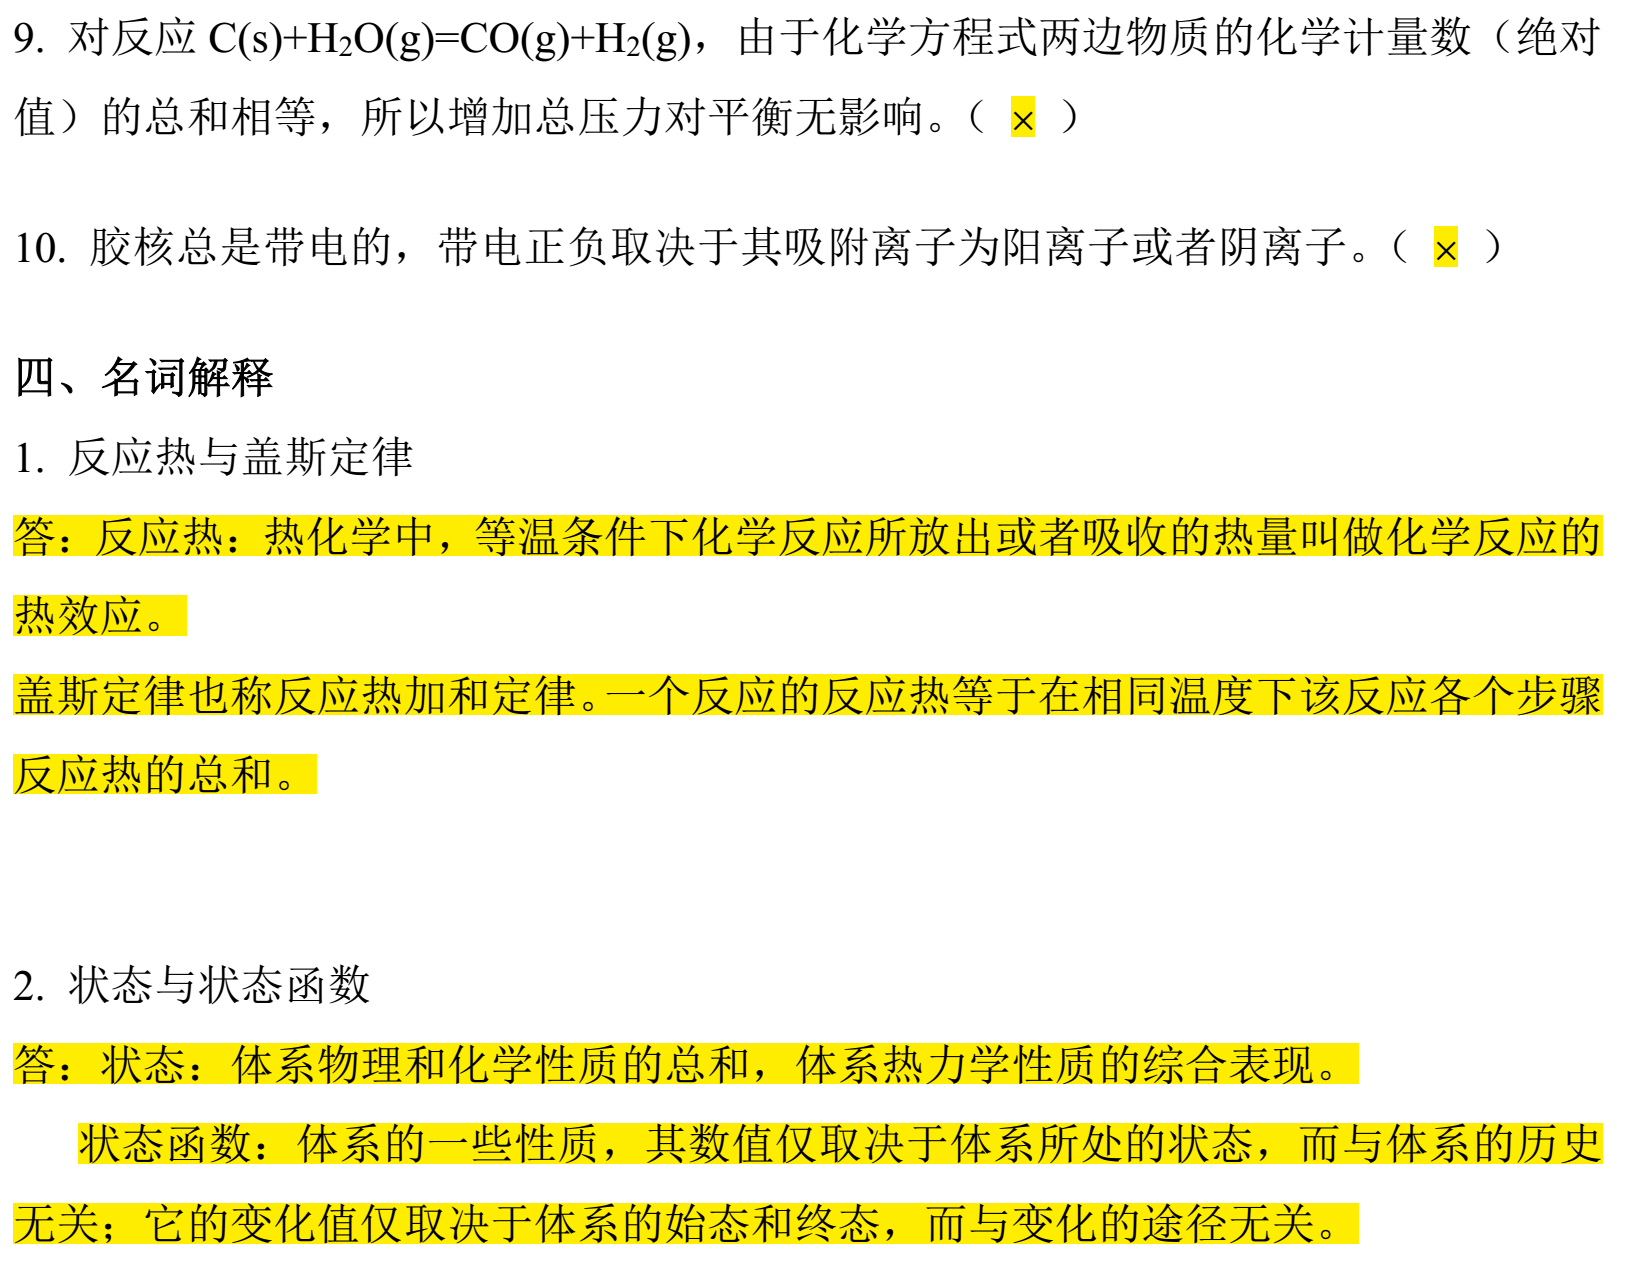 9. 对反应 C(s)+H₂O(g)=CO(g)+H₂(g)，由于化学方程式两边物质的化学计量数（绝对
值）的总和相等，所以增加总压力对平衡无影响。（ × ）
10. 胶核总是带电的，带电正负取决于其吸附离子为阳离子或者阴离子。（ × ）
四、名词解释
1. 反应热与盖斯定律
答：反应热：热化学中，等温条件下化学反应所放出或者吸收的热量叫做化学反应的
热效应。
盖斯定律也称反应热加和定律。一个反应的反应热等于在相同温度下该反应各个步骤
反应热的总和。
2. 状态与状态函数
答：状态：体系物理和化学性质的总和，体系热力学性质的综合表现。
状态函数：体系的一些性质，其数值仅取决于体系所处的状态，而与体系的历史
无关；它的变化值仅取决于体系的始态和终态，而与变化的途径无关。